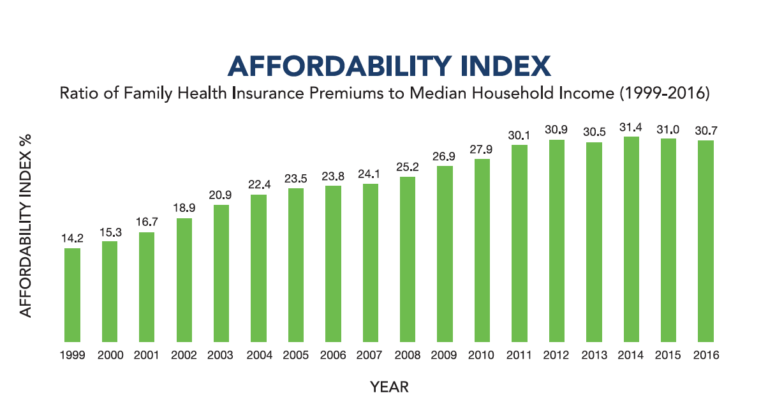 AFFORDABILITY INDEX
Ratio of Family Health Insurance Premiums to Median Household Income (1999-2016)
AFFORDABILITY INDEX %
14.2 15.3 16.7 18.9 20.9 22.4 23.5 23.8 24.1 25.2 26.9 27.9 30.1 30.9 30.5 31.4 31.0 30.7
1999 2000 2001 2002 2003 2004 2005 2006 2007 2008 2009 2010 2011 2012 2013 2014 2015 2016
YEAR